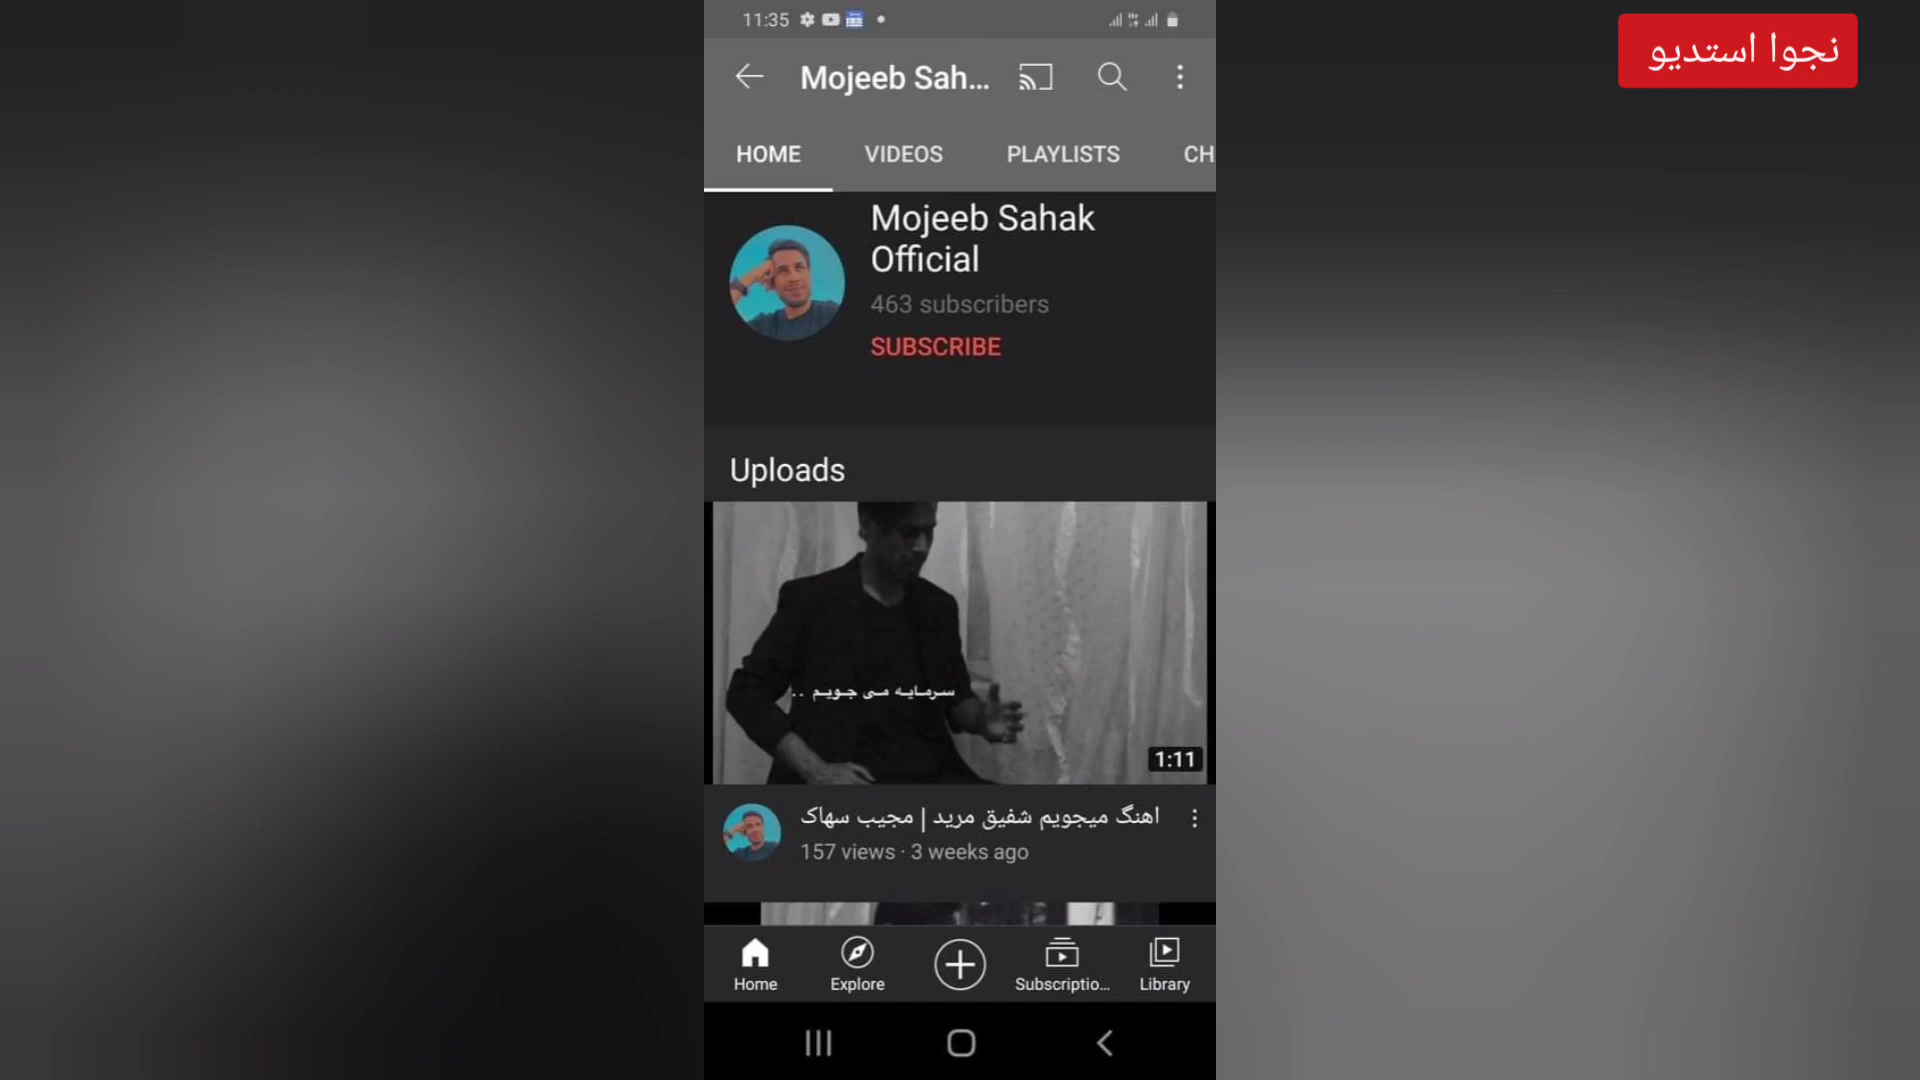 11:35
نجوا استدیو
Mojeeb Sah...
HOME VIDEOS PLAYLISTS CH
Mojeeb Sahak
Official
463 subscribers
SUBSCRIBE
Uploads
سرمایه می جویم ..
1:11
اهنگ میجویم شفیق مرید | مجیب سهاک
157 views · 3 weeks ago
Home Explore Subscriptio... Library